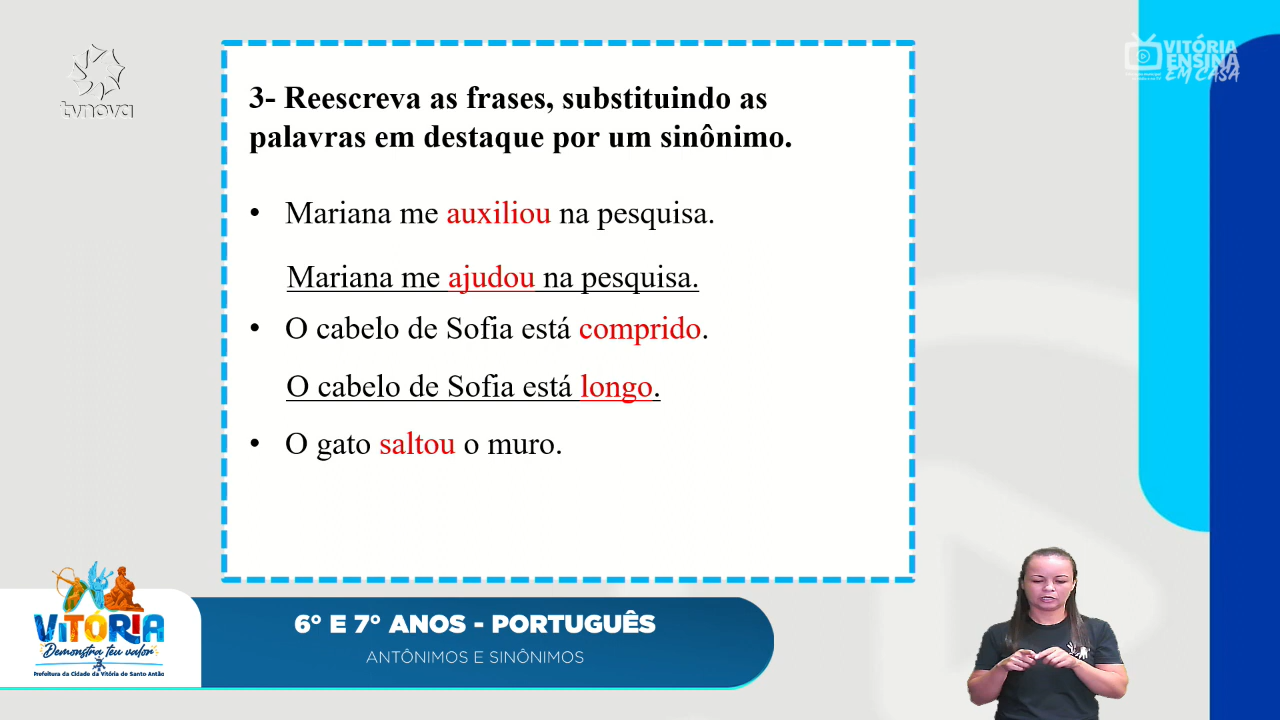 tvnova
VITÓRIA
ENSINA
EM CASA
3- Reescreva as frases, substituindo as
palavras em destaque por um sinônimo.
• Mariana me auxiliou na pesquisa.
Mariana me ajudou na pesquisa.
• O cabelo de Sofia está comprido.
O cabelo de Sofia está longo.
• O gato saltou o muro.
VITÓRIA
Demonstra teu valor
Prefeitura da Cidade da Vitória de Santo Antão
6º E 7º ANOS - PORTUGUÊS
ANTÔNIMOS E SINÔNIMOS